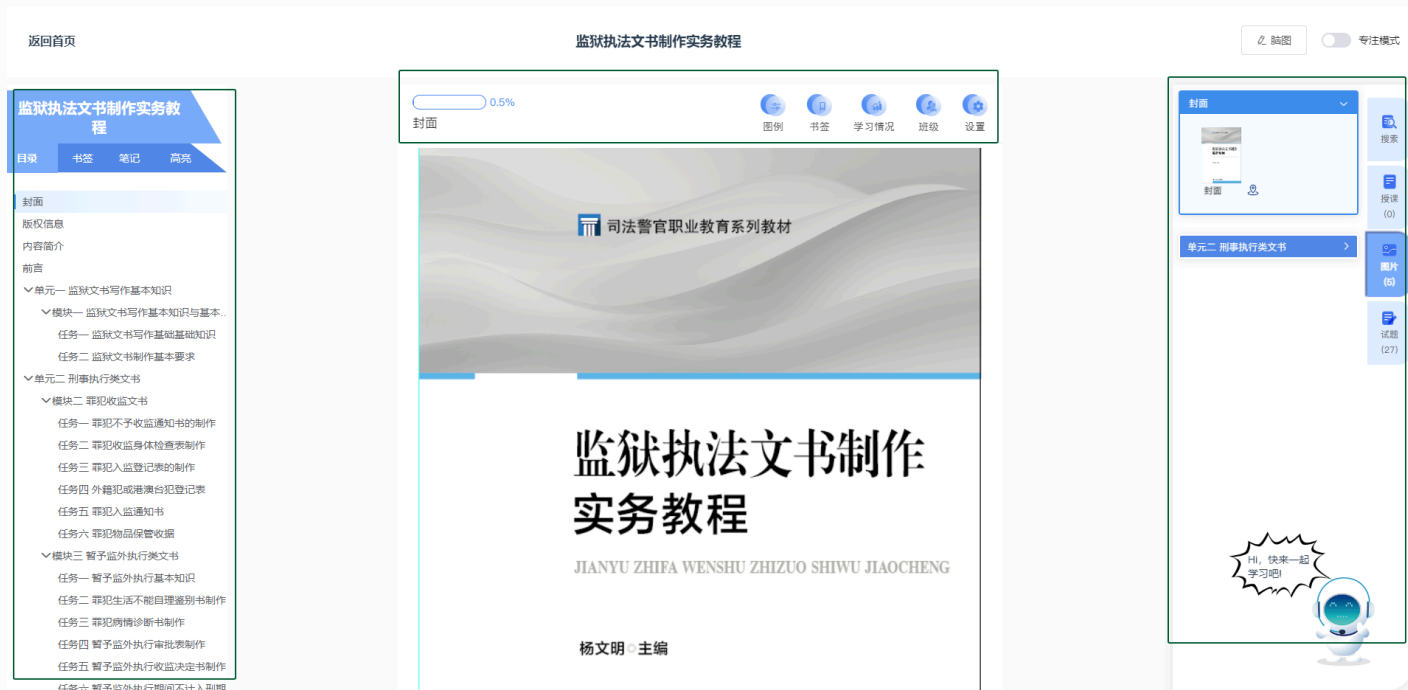 返回首页
监狱执法文书制作实务教程
脑图
专注模式
监狱执法文书制作实务教
程
目录
书签
笔记
高亮
封面
版权信息
内容简介
前言
单元一 监狱文书写作基本知识
模块一 监狱文书写作基本知识与基本..
任务一 监狱文书写作基础基础知识
任务二 监狱文书制作基本要求
单元二 刑事执行类文书
模块二 罪犯收监文书
任务一 罪犯不予收监通知书的制作
任务二 罪犯收监身体检查表制作
任务三 罪犯入监登记表的制作
任务四 外籍犯或港澳台犯登记表
任务五 罪犯入监通知书
任务六 罪犯物品保管收据
模块三 暂予监外执行类文书
任务一 暂予监外执行基本知识
任务二 罪犯生活不能自理鉴别书制作
任务三 罪犯病情诊断书制作
任务四 暂予监外执行审批表制作
任务五 暂予监外执行收监决定书制作
任务六 暂予监外执行期间不计入刑期
0.5%
封面
图例
书签
学习情况
班级
设置
司法警官职业教育系列教材
监狱执法文书制作
实务教程
JIANYU ZHIFA WENSHU ZHIZUO SHIWU JIAOCHENG
杨文明○主编
封面
封面
单元二 刑事执行类文书
搜索
授课
(0)
图片
(5)
试题
(27)
Hi，快来一起
学习吧!